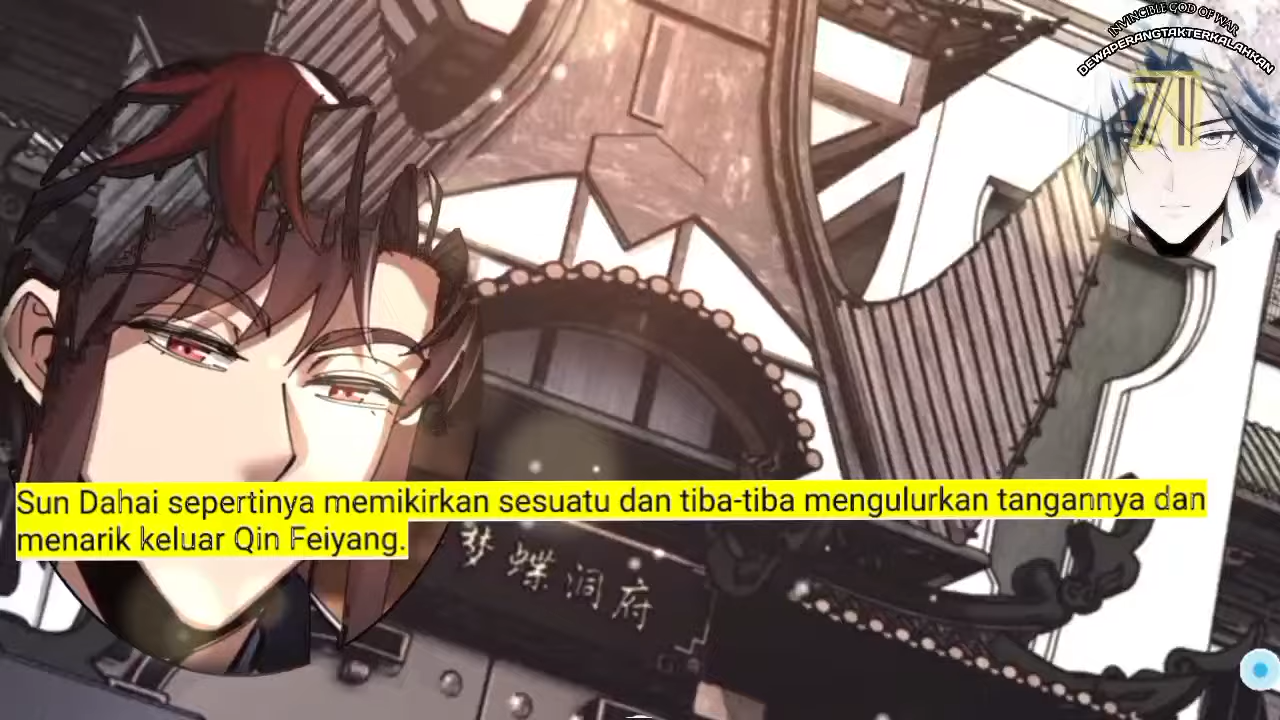 INVINCIBLE GOD OF WAR
DEWAPERANGTAKTERKALAHKAN
71
Sun Dahai sepertinya memikirkan sesuatu dan tiba-tiba mengulurkan tangannya dan
menarik keluar Qin Feiyang.
梦蝶洞府